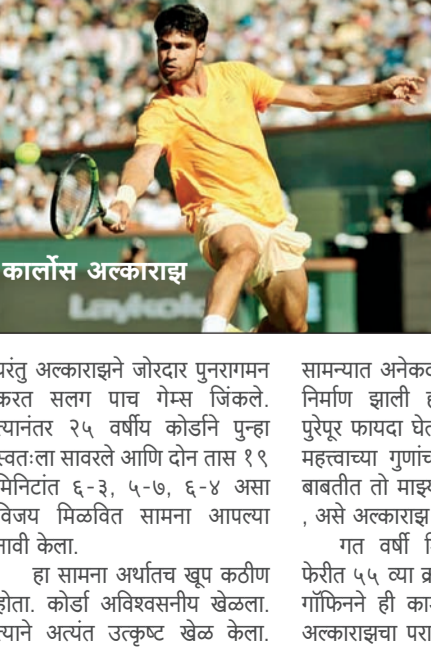 कार्लोस अल्काराझ
Laykold
परंतु अल्काराझने जोरदार पुनरागमन
करत सलग पाच गेम्स जिंकले.
त्यानंतर २५ वर्षीय कोर्डाने पुन्हा
स्वतःला सावरले आणि दोन तास १९
मिनिटांत ६-३, ५-७, ६-४ असा
विजय मिळवित सामना आपल्या
नावी केला.
हा सामना अर्थातच खूप कठीण
होता. कोर्डा अविश्वसनीय खेळला.
त्याने अत्यंत उत्कृष्ट खेळ केला.
सामन्यात
निर्माण झाली
पुरेपूर फायदा
महत्त्वाच्या
बाबतीत तो
, असे अल्काराझ
गत वर्षी
फेरीत ५५ व्या
गॉफिनने ही
अल्काराझचा